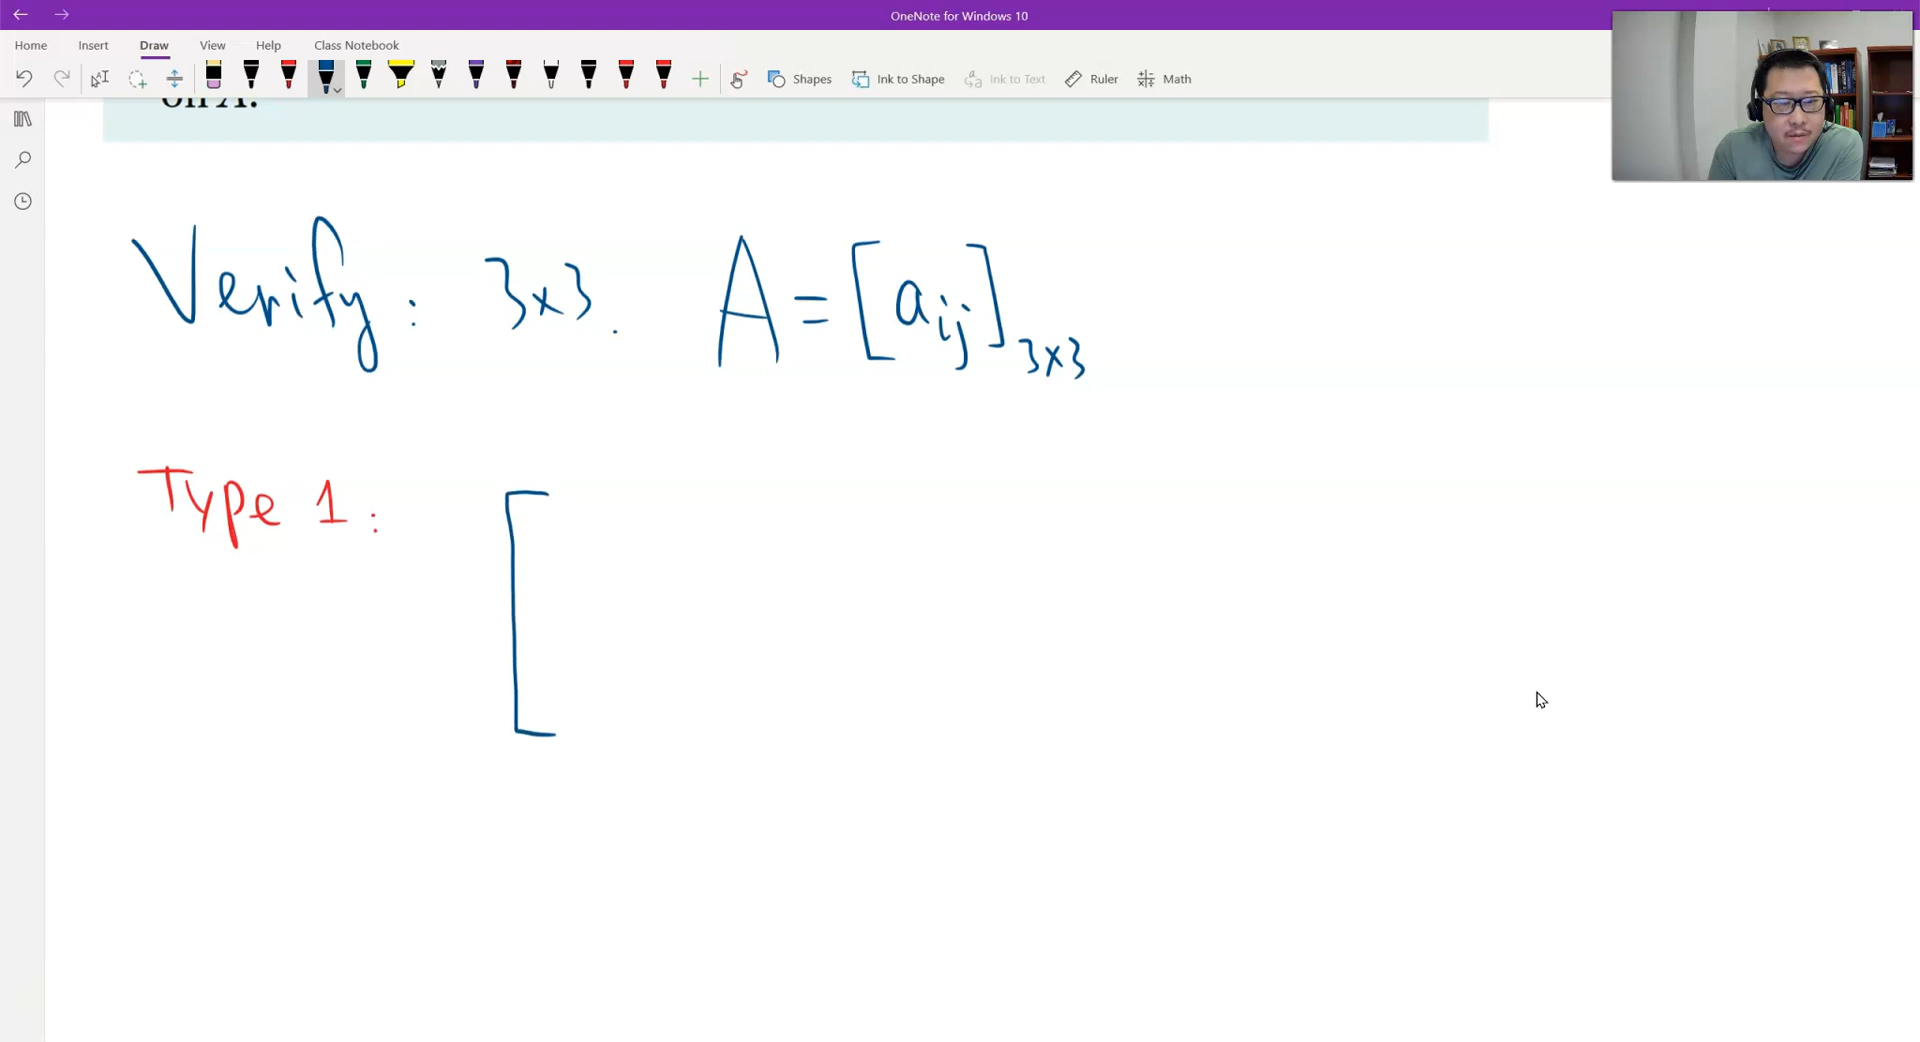 OneNote for Windows 10
Home Insert Draw View Help Class Notebook
Shapes Ink to Shape Ink to Text Ruler Math
on A.
Verify: 3x3. A = [aij]3x3
Type 1: